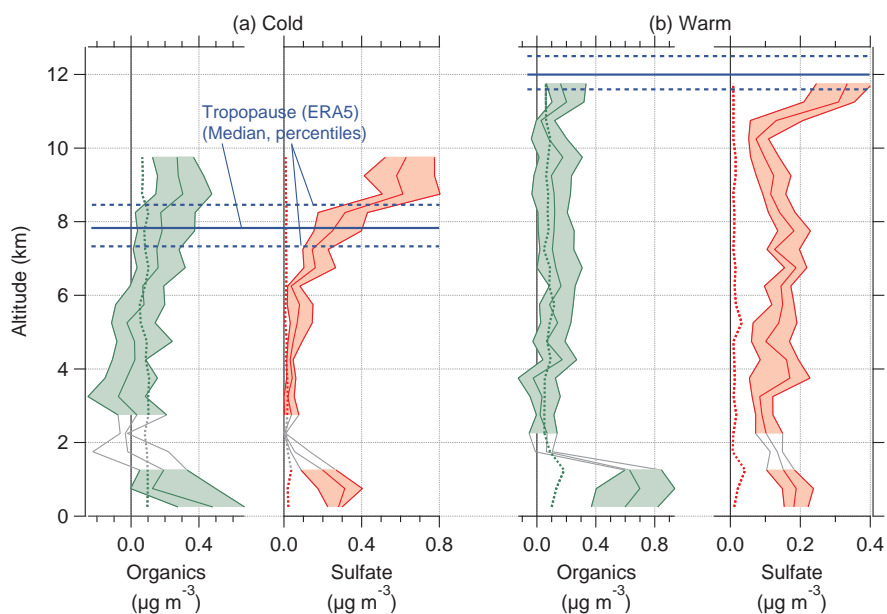 (a) Cold
(b) Warm
Tropopause (ERA5)
(Median, percentiles)
Altitude (km)
12
10
8
6
4
2
0
0.0 0.4
0.0 0.4 0.8
0.0 0.4 0.8
0.0 0.2 0.4
Organics
(µg m-3)
Sulfate
(µg m-3)
Organics
(µg m-3)
Sulfate
(µg m-3)